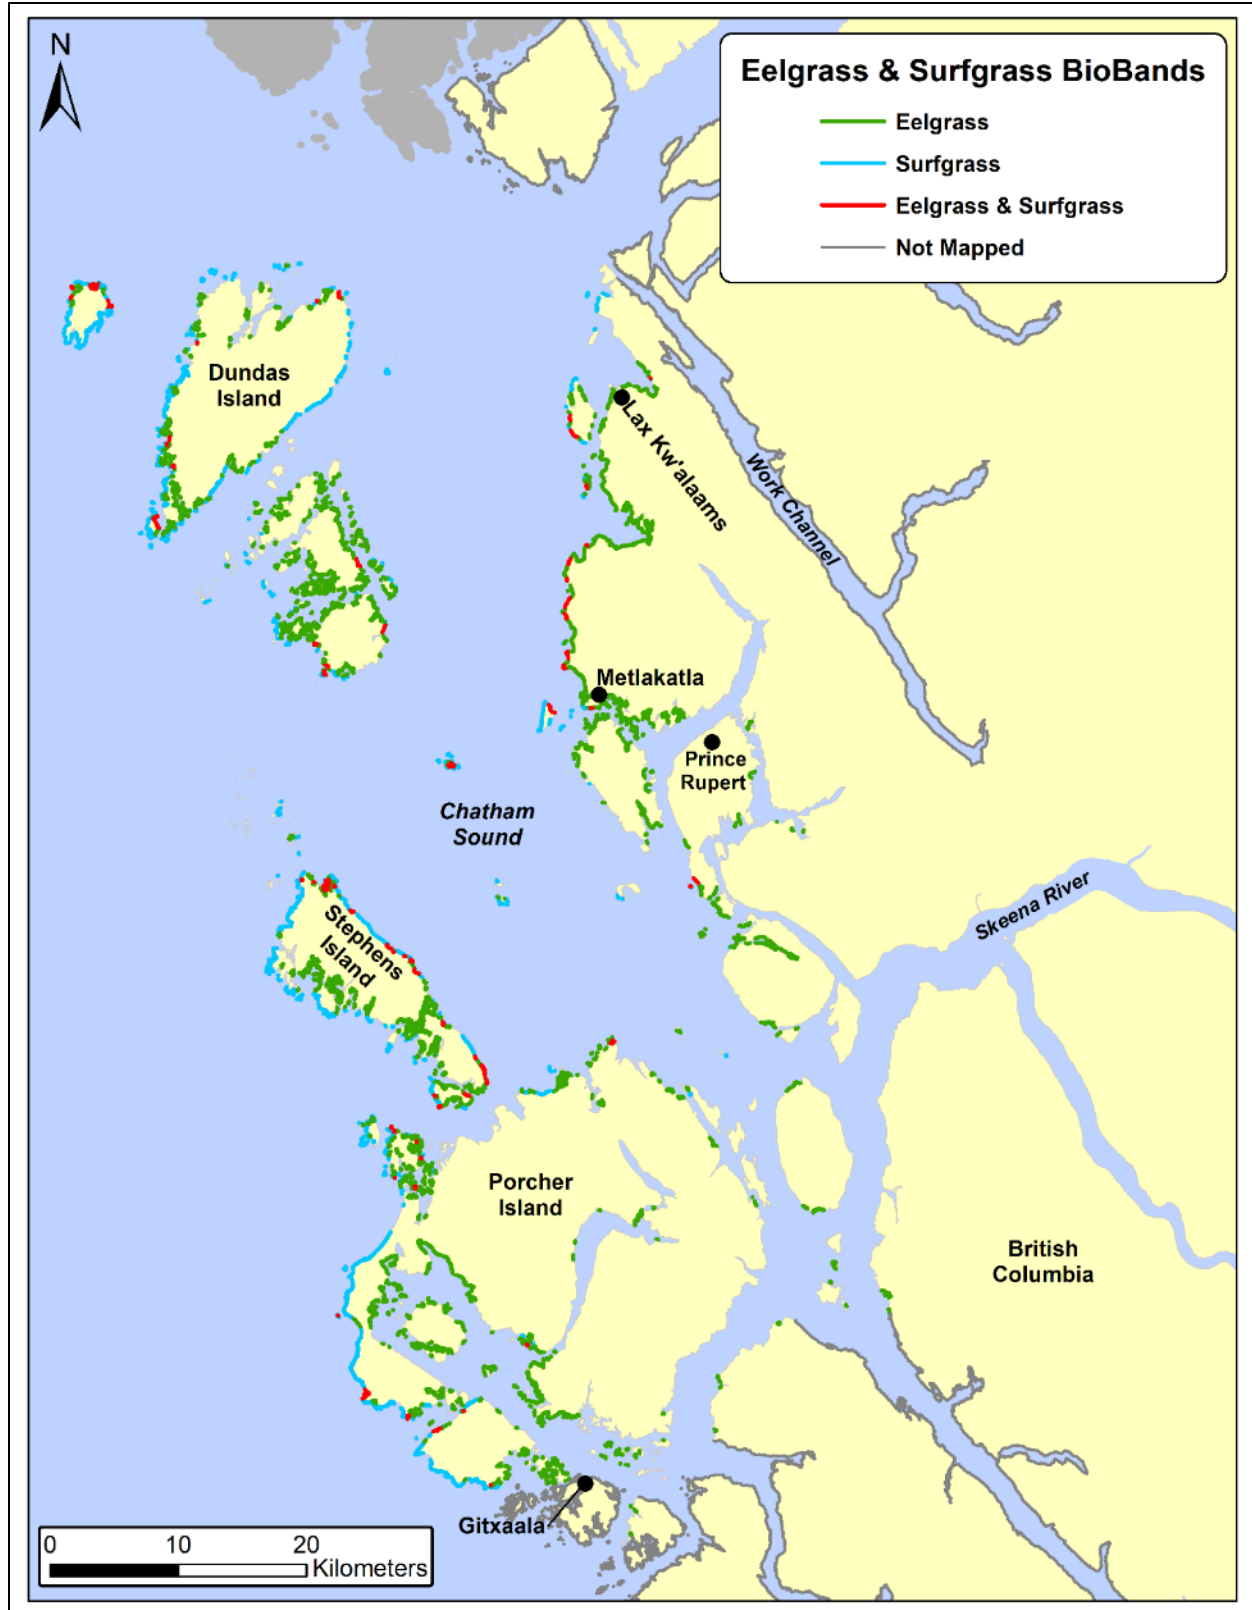 N
Eelgrass & Surfgrass BioBands
Eelgrass
Surfgrass
Eelgrass & Surfgrass
Not Mapped
Dundas
Island
Lax Kw'alaams
Work Channel
Metlakatla
Prince
Rupert
Chatham
Sound
Skeena River
Stephens
Island
Porcher
Island
British
Columbia
Gitxaala
0 10 20
Kilometers